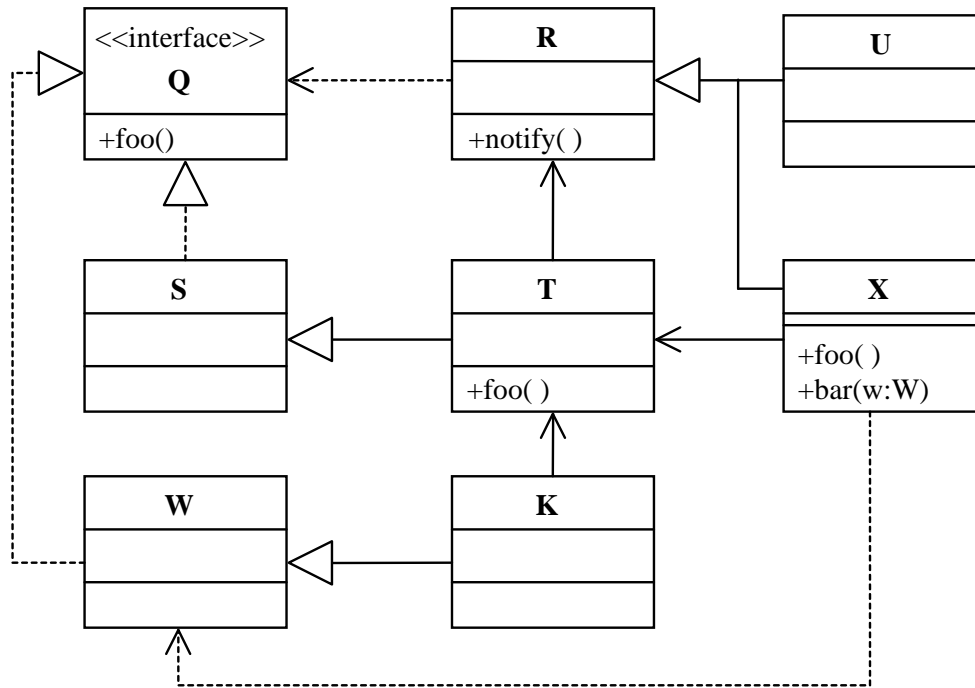 <<interface>>
Q
+foo()
R
+notify( )
U
S
T
+foo( )
X
+foo( )
+bar(w:W)
W
K